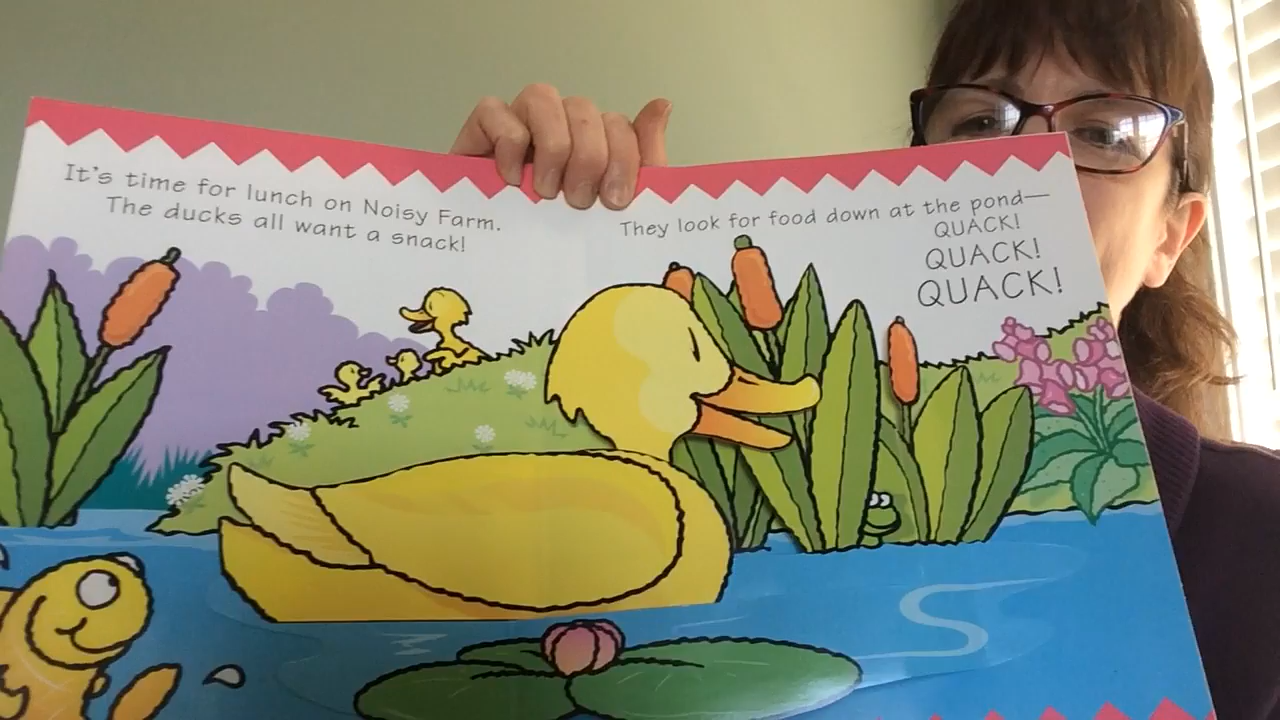 It's time for lunch on Noisy Farm.
The ducks all want a snack!
They look for food down at the pond—
QUACK!
QUACK!
QUACK!